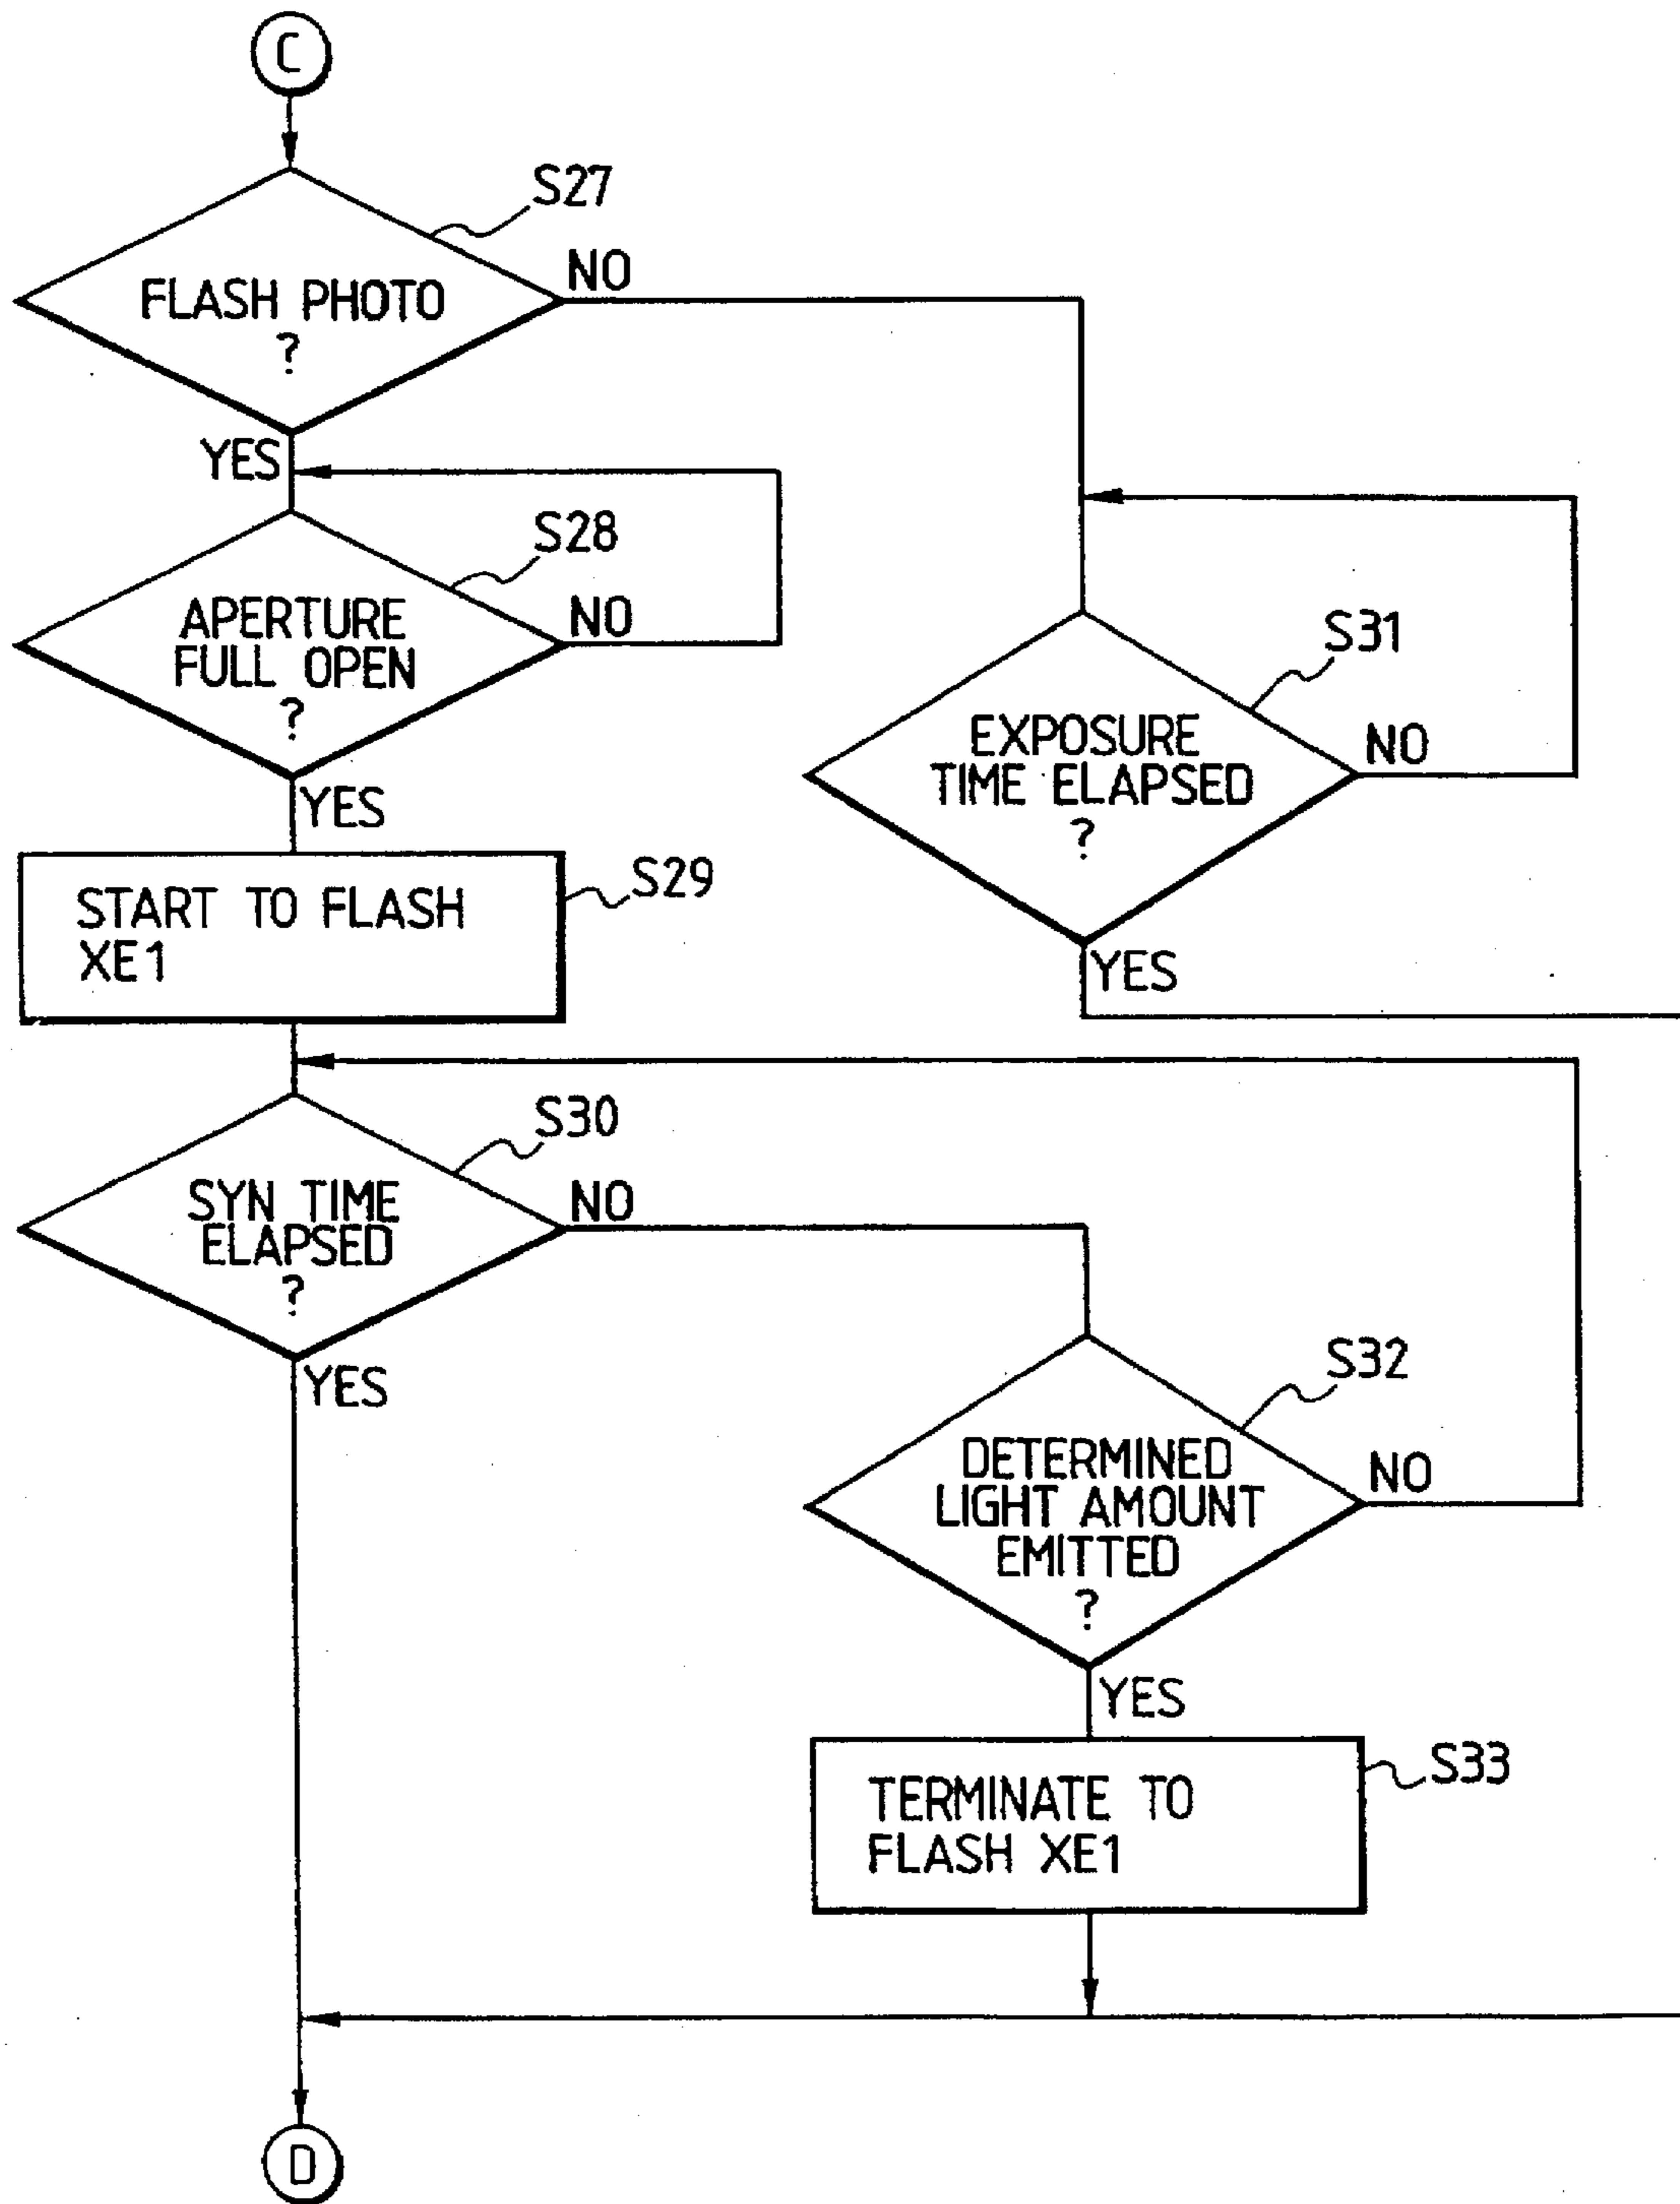 C
S27
FLASH PHOTO
?
NO
YES
S28
APERTURE
FULL OPEN
?
NO
YES
S31
EXPOSURE
TIME ELAPSED
?
NO
YES
S29
START TO FLASH
XE1
S30
SYN TIME
ELAPSED
?
NO
YES
S32
DETERMINED
LIGHT AMOUNT
EMITTED
?
NO
YES
S33
TERMINATE TO
FLASH XE1
D